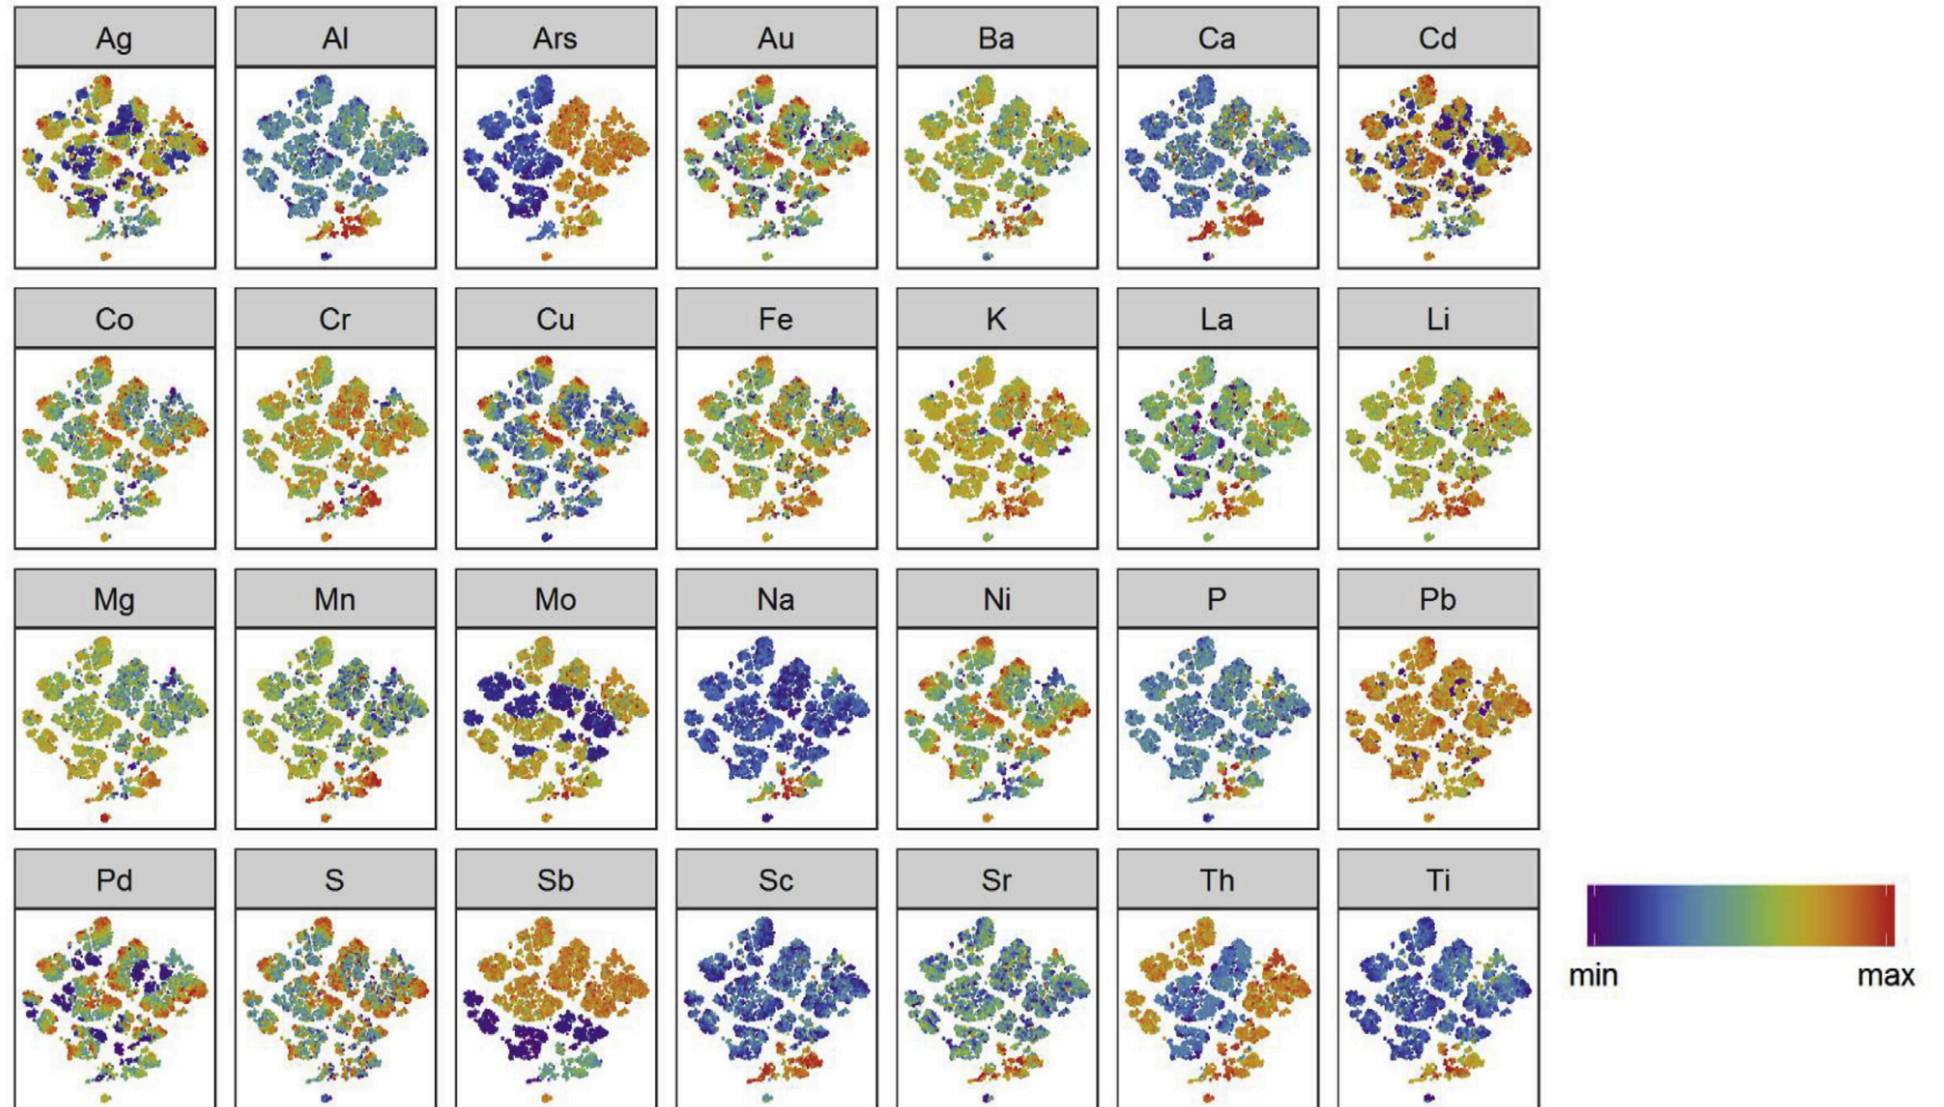 Ag Al Ars Au Ba Ca Cd
Co Cr Cu Fe K La Li
Mg Mn Mo Na Ni P Pb
Pd S Sb Sc Sr Th Ti
min max